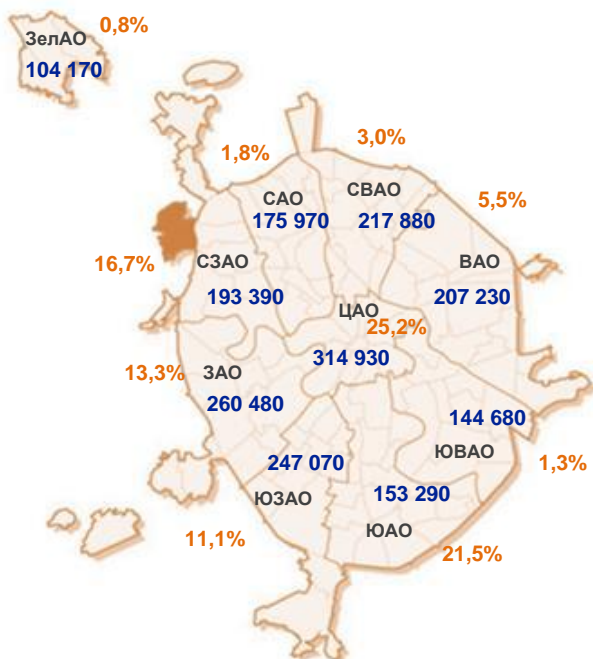 0,8%
ЗелАО
104 170
3,0%
1,8%
САО
175 970
СВАО
217 880
5,5%
16,7%
СЗАО
193 390
ВАО
207 230
ЦАО
25,2%
314 930
13,3%
ЗАО
260 480
144 680
ЮВАО
1,3%
247 070
ЮЗАО
153 290
ЮАО
11,1%
21,5%